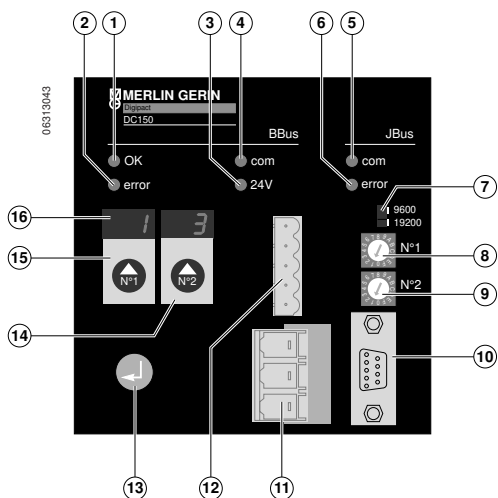 2 1 3 4 6 5
06313043
MERLIN GERIN
Digipact
DC150
BBus JBus
OK com com
error 24V error
7
9600
19200
16 1 3
15 N°1 N°2 N°1 8
N°2 9
14
10
13 12 11